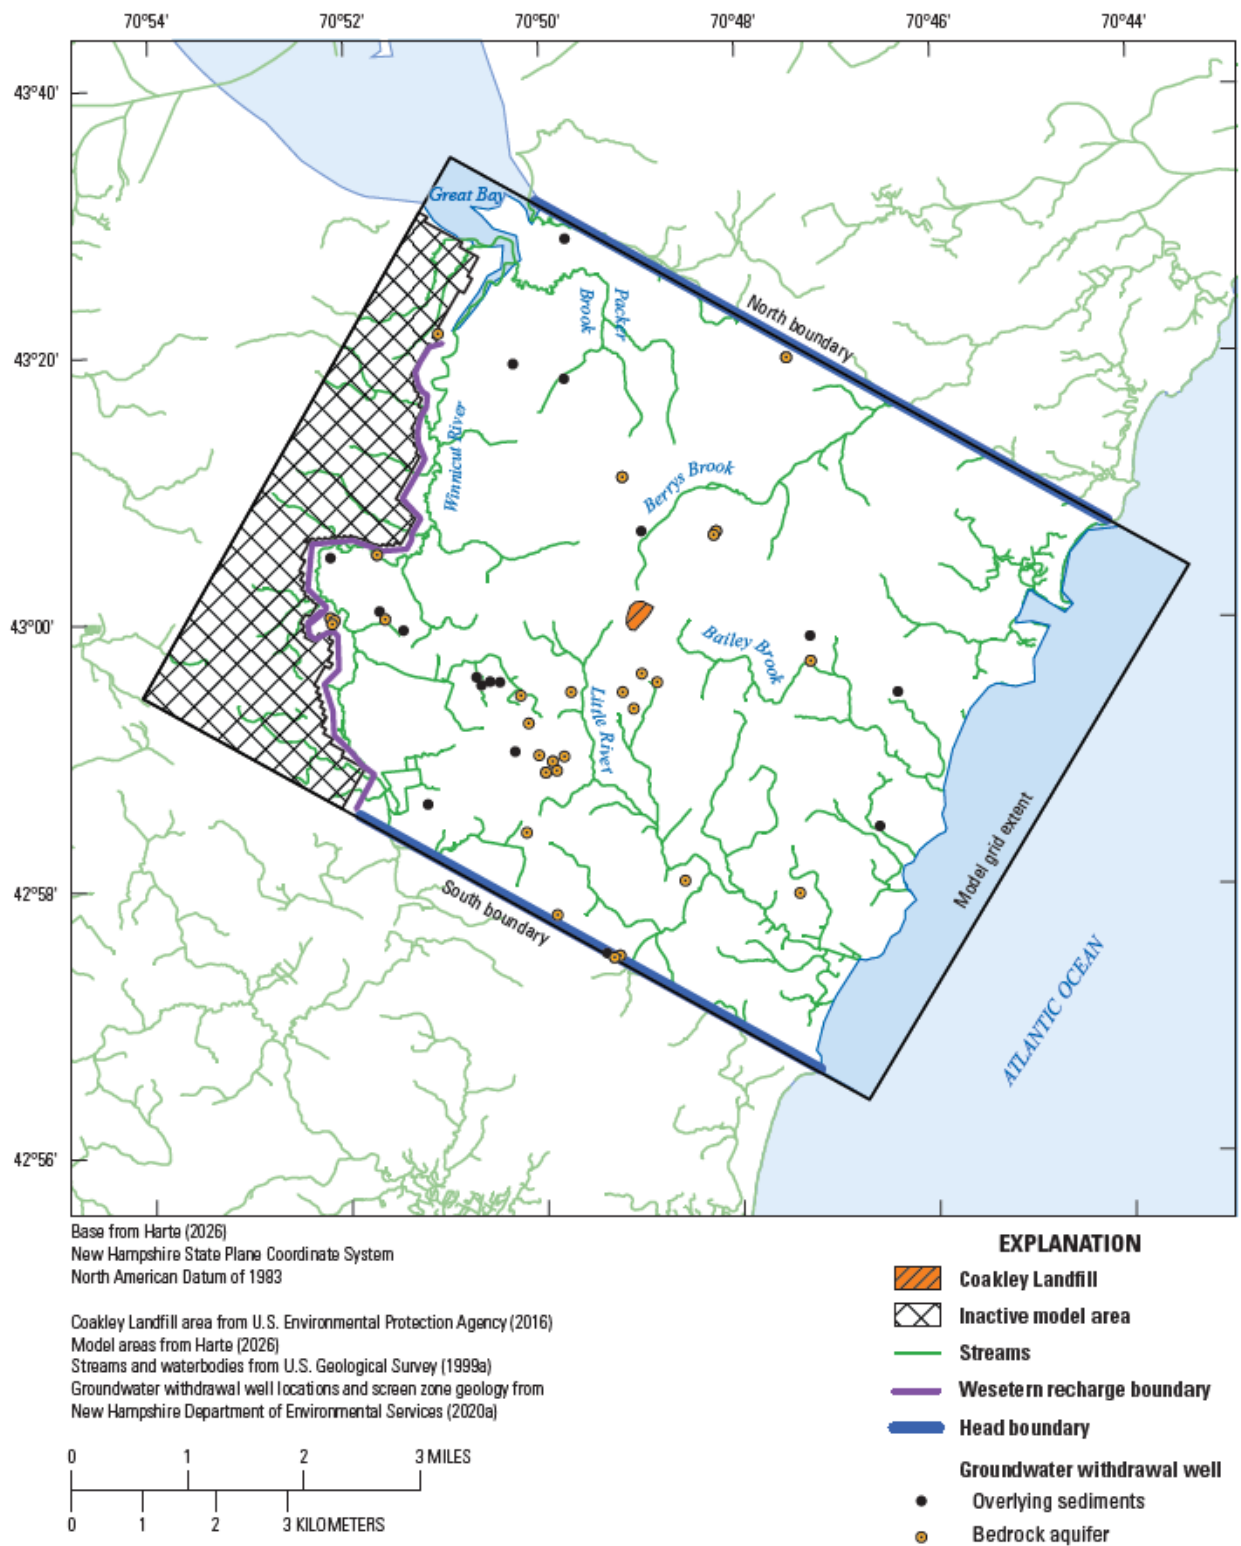 70°54' 70°52' 70°50' 70°48' 70°46' 70°44'
43°40'
43°20'
43°00'
42°58'
42°56'
Great Bay
Packer
Brook
North boundary
Winnicut River
Berrys Brook
Bailey Brook
Little River
South boundary
Model grid extent
ATLANTIC OCEAN
Base from Harte (2026)
New Hampshire State Plane Coordinate System
North American Datum of 1983
Coakley Landfill area from U.S. Environmental Protection Agency (2016)
Model areas from Harte (2026)
Streams and waterbodies from U.S. Geological Survey (1999a)
Groundwater withdrawal well locations and screen zone geology from
New Hampshire Department of Environmental Services (2020a)
0 1 2 3 MILES
0 1 2 3 KILOMETERS
EXPLANATION
Coakley Landfill
Inactive model area
Streams
Wesetern recharge boundary
Head boundary
Groundwater withdrawal well
Overlying sediments
Bedrock aquifer